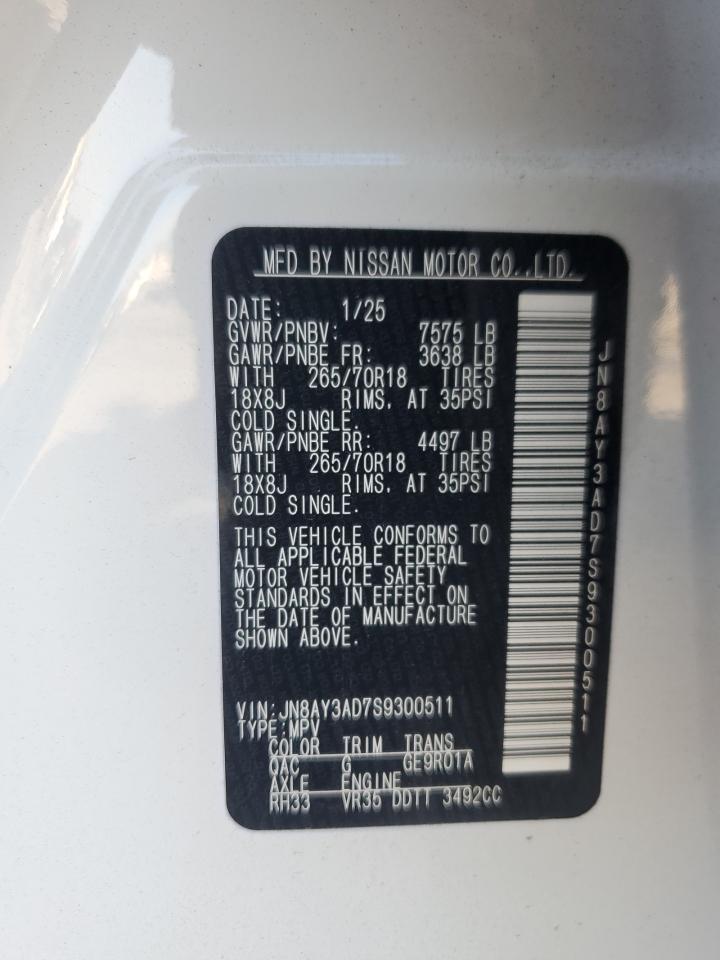 MFD BY NISSAN MOTOR CO.,LTD.
DATE: 1/25
GVWR/PNBV: 7575 LB
GAWR/PNBE FR: 3638 LB
WITH 265/70R18 TIRES
18X8J RIMS, AT 35PSI
COLD SINGLE.
GAWR/PNBE RR: 4497 LB
WITH 265/70R18 TIRES
18X8J RIMS, AT 35PSI
COLD SINGLE.
THIS VEHICLE CONFORMS TO
ALL APPLICABLE FEDERAL
MOTOR VEHICLE SAFETY
STANDARDS IN EFFECT ON
THE DATE OF MANUFACTURE
SHOWN ABOVE.
VIN:JN8AY3AD7S9300511
TYPE:MPV
COLOR TRIM TRANS
QAC G GE9R01A
AXLE ENGINE
RH33 VR35 DDTT 3492CC
JN8AY3AD7S9300511